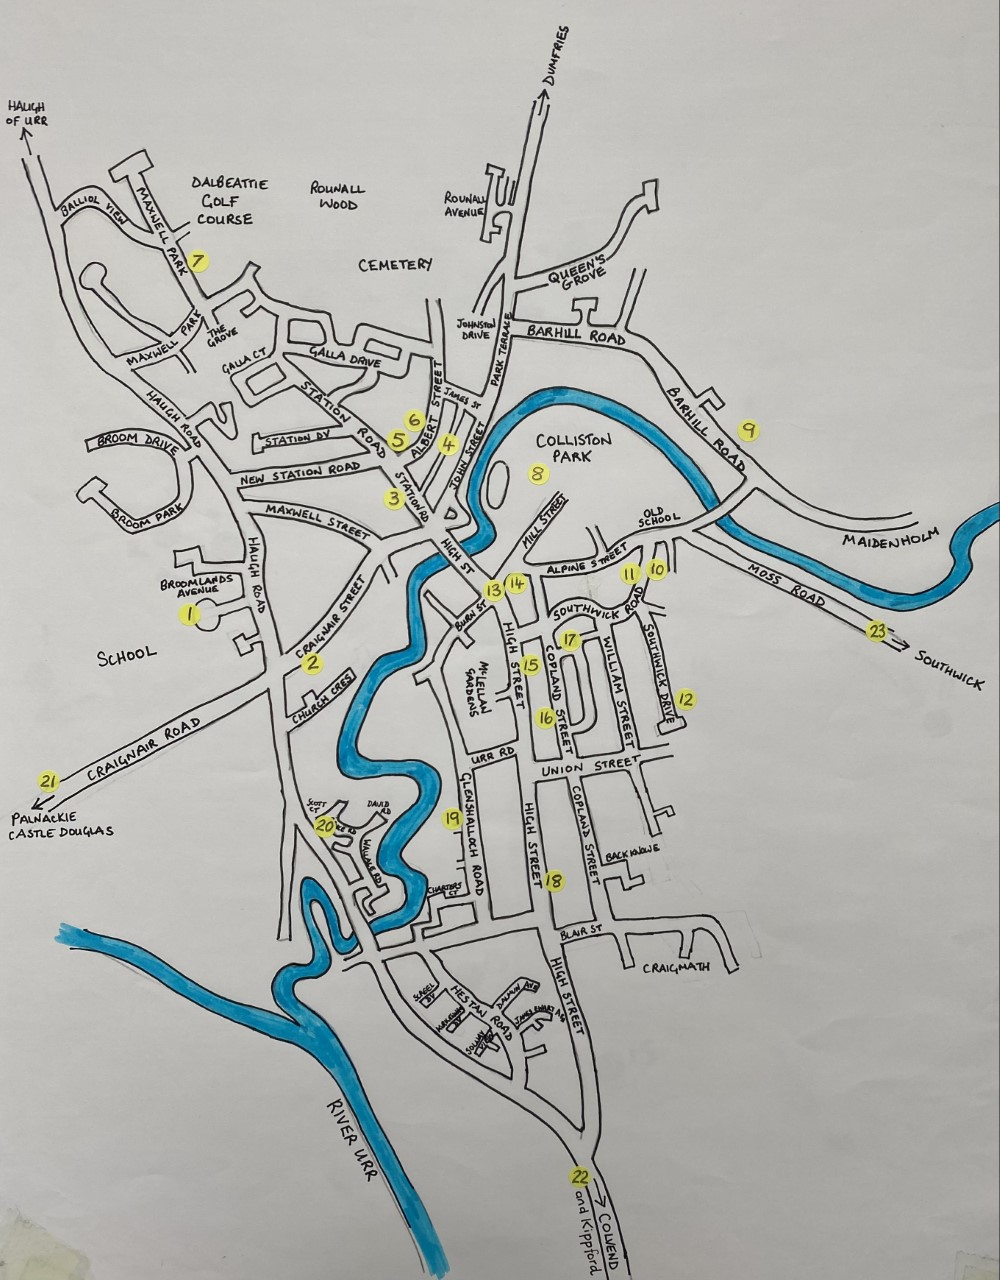 DUMFRIES
HAUGH
OF URR
BALLIOL VIEW
MAXWELL PARK
DALBEATTIE
GOLF
COURSE
ROUNALL
WOOD
ROUNALL
AVENUE
7
CEMETERY
QUEEN'S
GROVE
JOHNSTON
DRIVE
PARK TERRACE
BARHILL ROAD
MAXWELL PARK
THE
GROVE
GALLA CT
GALLA DRIVE
STATION
ROAD
ALBERT STREET
JAMES ST
HAUGH ROAD
BARHILL ROAD
6
5
4
9
JOHN STREET
COLLISTON
PARK
8
BROOM DRIVE
STATION DV
NEW STATION ROAD
BROOM PARK
3
STATION RD
MAXWELL STREET
MILL STREET
OLD
SCHOOL
MAIDENHOLM
HIGH ST
HAUGH ROAD
ALPINE STREET
11
10
MOSS ROAD
BROOMLANDS
AVENUE
1
13
14
BURN ST
SOUTHWICK ROAD
23
SOUTHWICK
CRAIGNAIR STREET
SCHOOL
2
HIGH STREET
17
15
COPLAND STREET
WILLIAM STREET
SOUTHWICK DRIVE
12
McLELLAN
GARDENS
CHURCH CRES
16
CRAIGNAIR ROAD
URR RD
UNION STREET
21
PALNACKIE
CASTLE DOUGLAS
SCOTT
CT
DAVID
RD
20
WALLACE RD
19
GLENSHALLOCH ROAD
HIGH STREET
COPLAND STREET
BACK KNOWE
CHARTERS
CT
18
BLAIR ST
CRAIGMATH
HIGH STREET
HESTAN ROAD
SOLWAY
RIVER URR
22
and Kippford
COLVEND